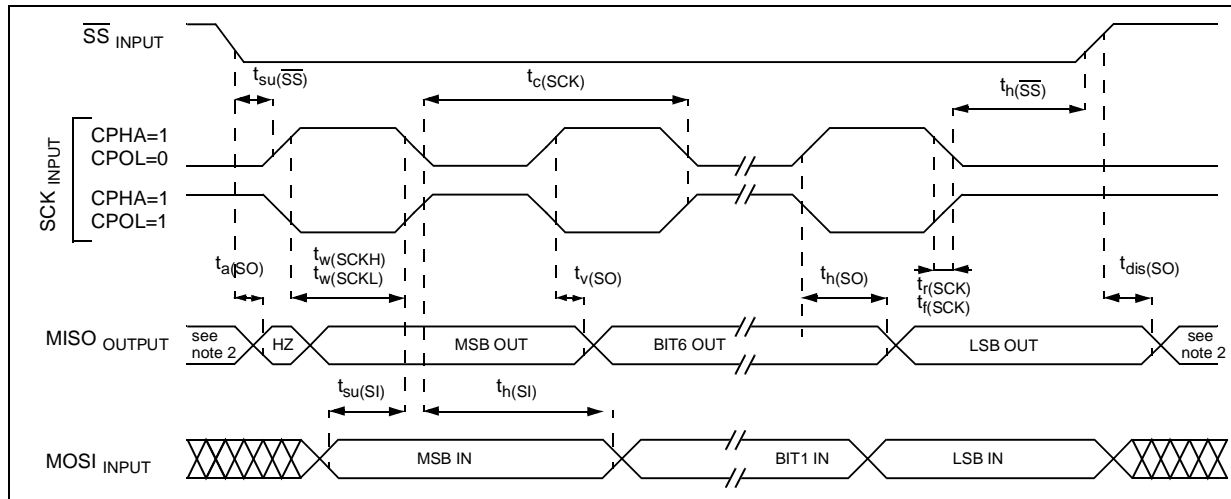 SS INPUT
tsu(SS)
tc(SCK)
th(SS)
SCK INPUT
CPHA=1
CPOL=0
CPHA=1
CPOL=1
ta(SO)
tw(SCKH)
tw(SCKL)
tv(SO)
th(SO)
tr(SCK)
tf(SCK)
tdis(SO)
MISO OUTPUT
see
note 2
HZ
MSB OUT
BIT6 OUT
LSB OUT
see
note 2
tsu(SI)
th(SI)
MOSI INPUT
MSB IN
BIT1 IN
LSB IN